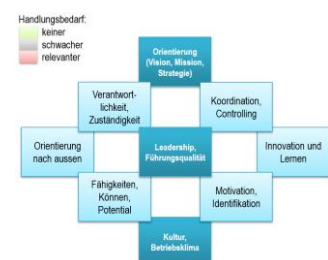 Handlungsbedarf:
keiner
schwacher
relevanter
Orientierung
(Vision, Mission,
Strategie)
Verantwort-
lichkeit,
Zuständigkeit
Koordination,
Controlling
Orientierung
nach aussen
Leadership,
Führungsqualität
Innovation und
Lernen
Fähigkeiten,
Können,
Potential
Motivation,
Identifikation
Kultur,
Betriebsklima